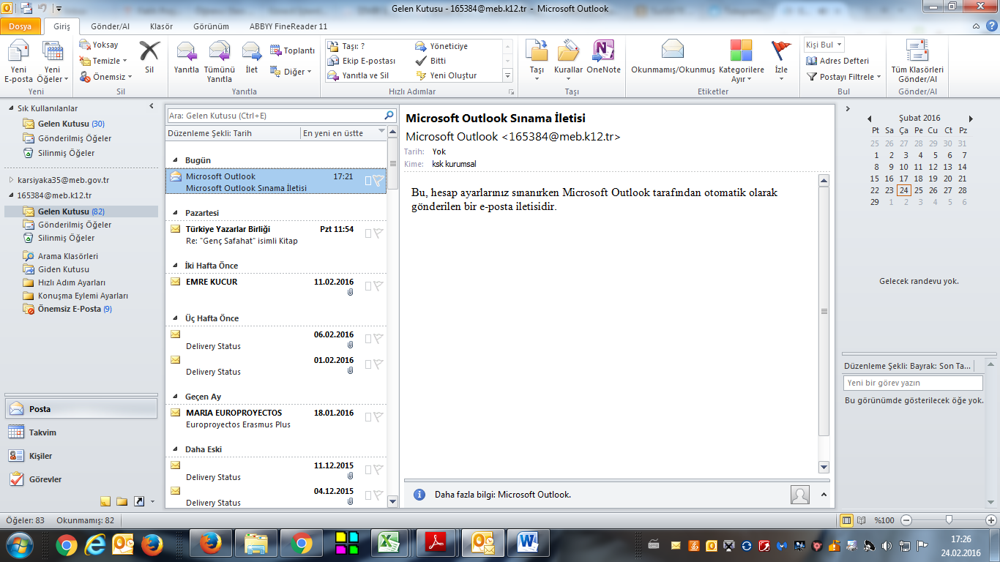 Gelen Kutusu - 165384@meb.k12.tr - Microsoft Outlook
Dosya Giriş Gönder/Al Klasör Görünüm ABBYY FineReader 11
Yeni E-posta
Yeni Öğeler
Yeni
Yoksay
Temizle
Önemsiz
Sil
Sil
Yanıtla
Tümünü Yanıtla
İlet
Toplantı
Diğer
Yanıtla
Taşı: ?
Ekip E-postası
Yanıtla ve Sil
Yöneticiye
Bitti
Yeni Oluştur
Hızlı Adımlar
Taşı
Kurallar
OneNote
Taşı
Okunmamış/Okunmuş
Kategorilere Ayır
İzle
Etiketler
Kişi Bul
Adres Defteri
Postayı Filtrele
Bul
Tüm Klasörleri Gönder/Al
Gönder/Al
Sık Kullanılanlar
Gelen Kutusu (30)
Gönderilmiş Öğeler
Silinmiş Öğeler
karsiyaka35@meb.gov.tr
165384@meb.k12.tr
Gelen Kutusu (82)
Gönderilmiş Öğeler
Silinmiş Öğeler
Arama Klasörleri
Giden Kutusu
Hızlı Adım Ayarları
Konuşma Eylemi Ayarları
Önemsiz E-Posta (9)
Posta
Takvim
Kişiler
Görevler
Ara: Gelen Kutusu (Ctrl+E)
Düzenleme Şekli: Tarih En yeni en üstte
Bugün
Microsoft Outlook 17:21
Microsoft Outlook Sınama İletisi
Pazartesi
Türkiye Yazarlar Birliği Pzt 11:54
Re: "Genç Safahat" isimli Kitap
İki Hafta Önce
EMRE KUCUR 11.02.2016
Üç Hafta Önce
06.02.2016
Delivery Status
01.02.2016
Delivery Status
Geçen Ay
MARIA EUROPROYECTOS 18.01.2016
Europroyectos Erasmus Plus
Daha Eski
11.12.2015
Delivery Status
04.12.2015
Delivery Status
Microsoft Outlook Sınama İletisi
Microsoft Outlook <165384@meb.k12.tr>
Tarih: Yok
Kime: ksk kurumsal
Bu, hesap ayarlarınız sınanırken Microsoft Outlook tarafından otomatik olarak
gönderilen bir e-posta iletisidir.
Daha fazla bilgi: Microsoft Outlook.
Şubat 2016
Pt Sa Ça Pe Cu Ct Pz
25 26 27 28 29 30 31
1 2 3 4 5 6 7
8 9 10 11 12 13 14
15 16 17 18 19 20 21
22 23 24 25 26 27 28
29 1 2 3 4 5 6
Gelecek randevu yok.
Düzenleme Şekli: Bayrak: Son Ta...
Yeni bir görev yazın
Bu görünümde gösterilecek öğe yok.
Öğeler: 83 Okunmamış: 82
%100
17:26
24.02.2016